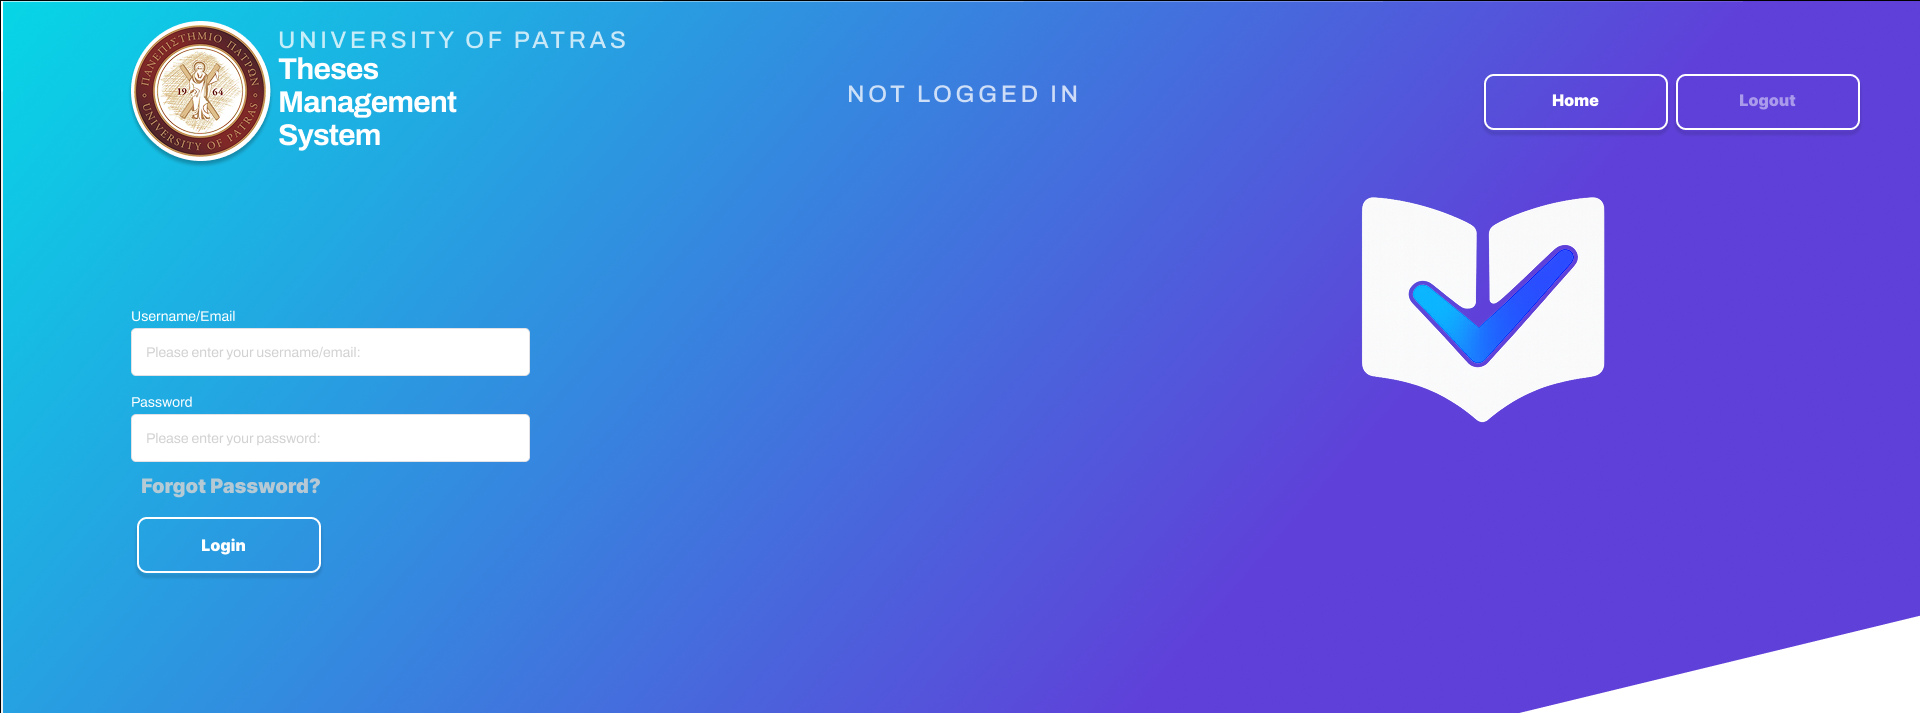 ΠΑΝΕΠΙΣΤΗΜΙΟ ΠΑΤΡΩΝ
19 64
UNIVERSITY OF PATRAS
UNIVERSITY OF PATRAS
Theses
Management
System
NOT LOGGED IN
Home
Logout
Username/Email
Please enter your username/email:
Password
Please enter your password:
Forgot Password?
Login